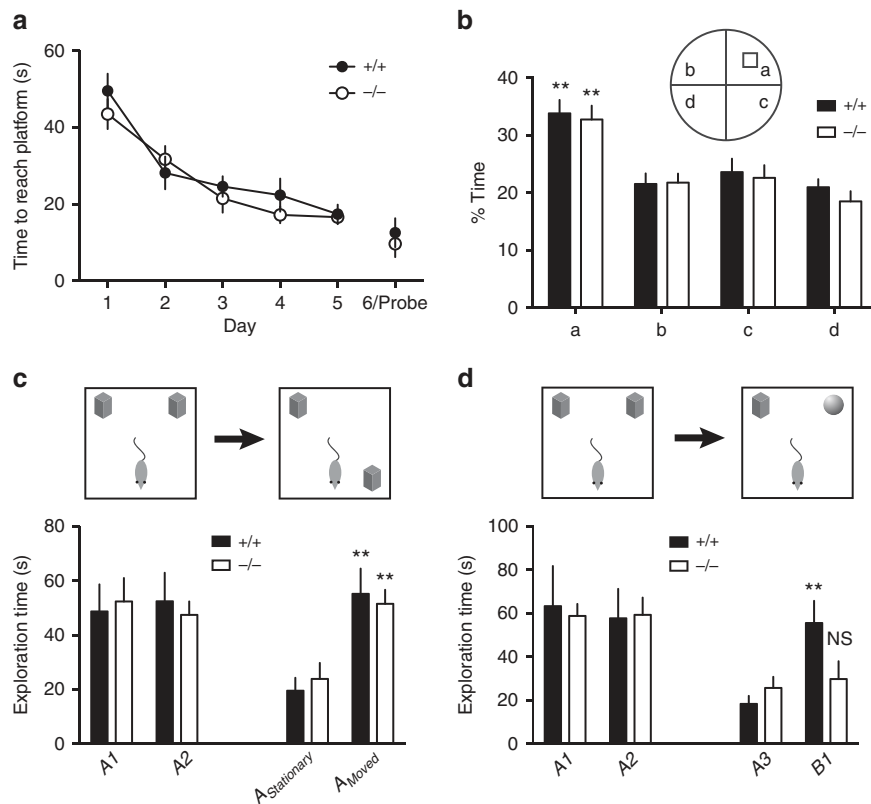 a
Time to reach platform (s)
60
40
20
0
+/+
–/–
1 2 3 4 5 6/Probe
Day
b
% Time
40
30
20
10
0
** **
b a
d c
+/+
–/–
a b c d
c
Exploration time (s)
80
60
40
20
0
+/+
–/–
**
**
A1 A2 A Stationary A Moved
d
Exploration time (s)
100
80
60
40
20
0
+/+
–/–
**
NS
A1 A2 A3 B1